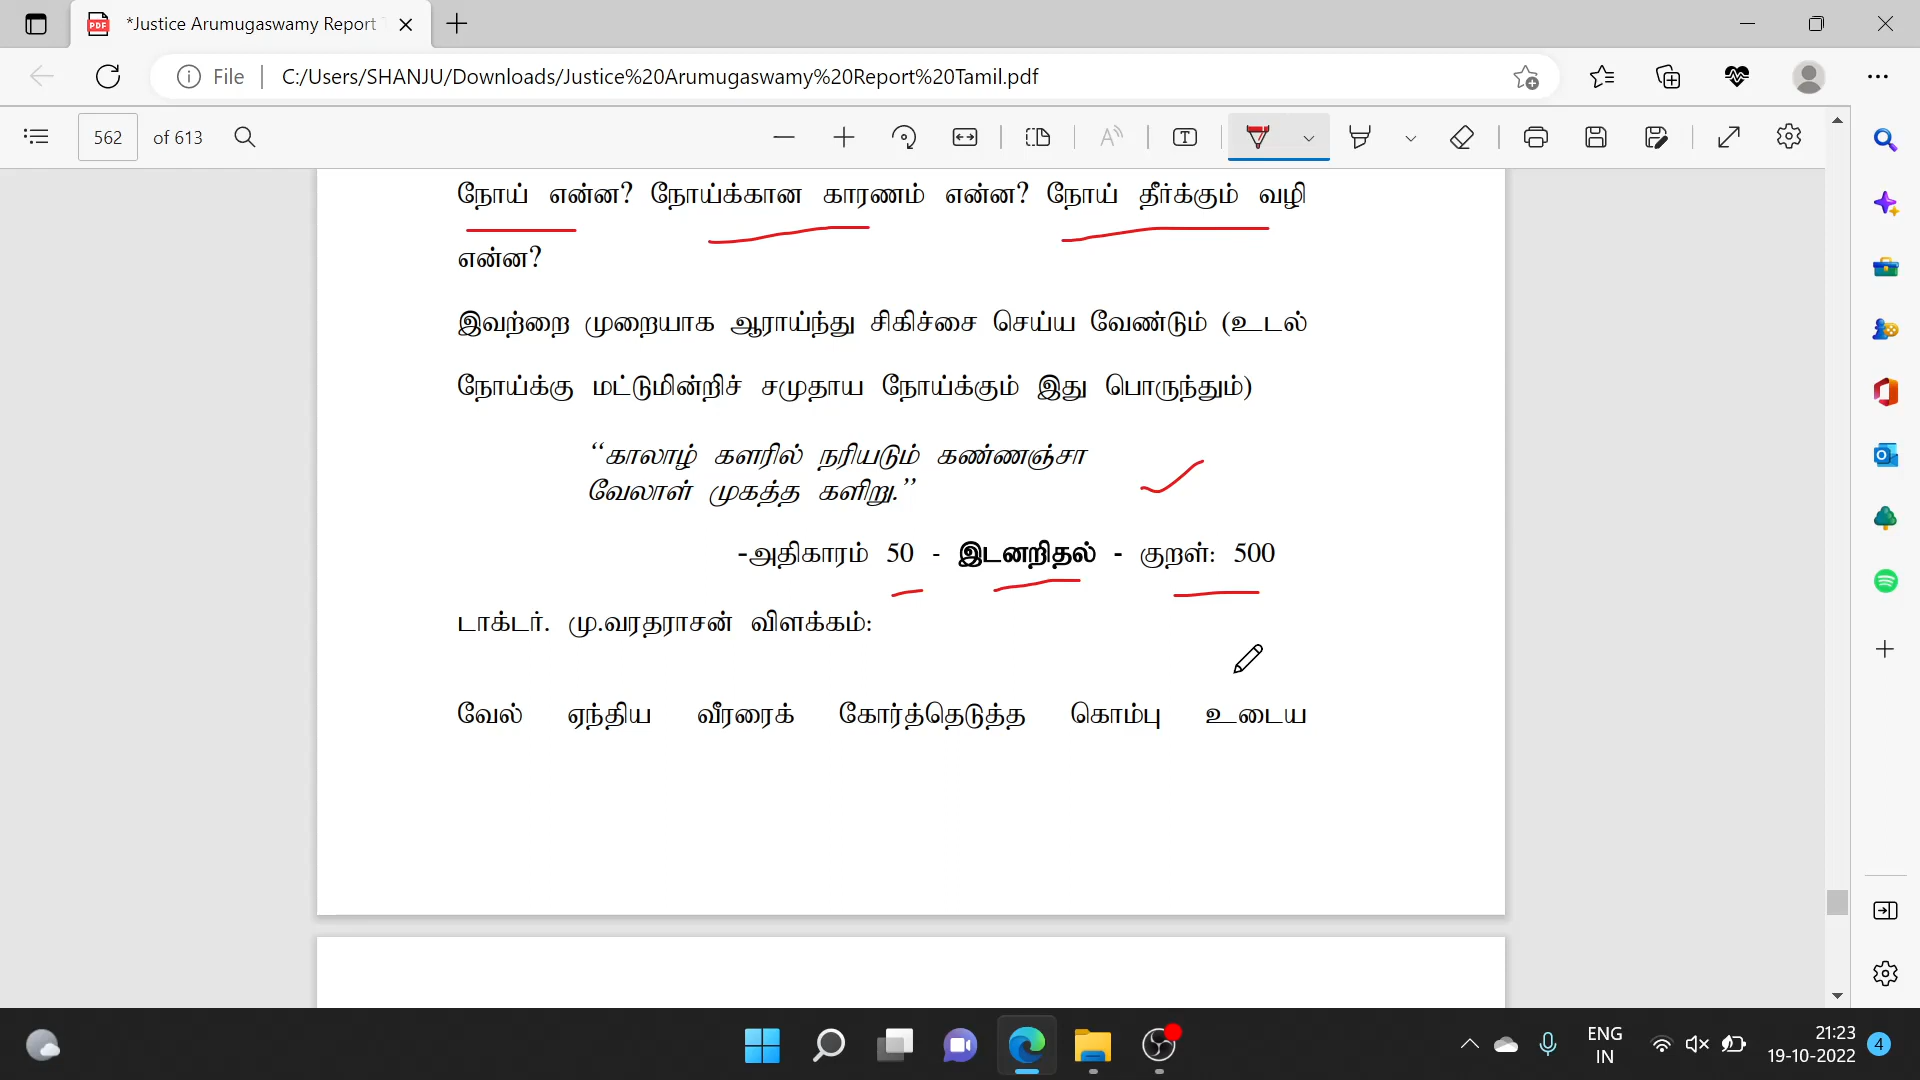 *Justice Arumugaswamy Report
File
C:/Users/SHANJU/Downloads/Justice%20Arumugaswamy%20Report%20Tamil.pdf
562 of 613
நோய் என்ன? நோய்க்கான காரணம் என்ன? நோய் தீர்க்கும் வழி
என்ன?
இவற்றை முறையாக ஆராய்ந்து சிகிச்சை செய்ய வேண்டும் (உடல்
நோய்க்கு மட்டுமின்றிச் சமுதாய நோய்க்கும் இது பொருந்தும்)
“காலாழ் களரில் நரியடும் கண்ணஞ்சா
வேலாள் முகத்த களிறு.”
-அதிகாரம் 50 - இடனறிதல் - குறள்: 500
டாக்டர். மு.வரதராசன் விளக்கம்:
வேல் ஏந்திய வீரரைக் கோர்த்தெடுத்த கொம்பு உடைய
ENG
IN
21:23
19-10-2022
4